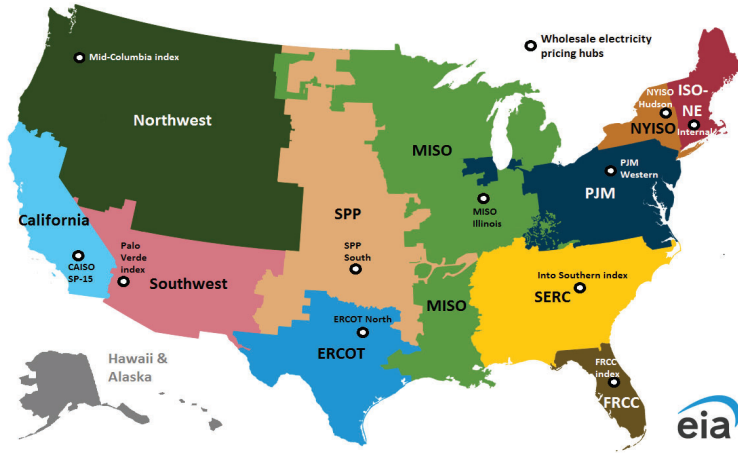 Wholesale electricity
pricing hubs
Mid-Columbia index
Northwest
NYISO
Hudson
ISO-
NE
NYISO
Internal
MISO
PJM
Western
PJM
MISO
Illinois
California
SPP
CAISO
SP-15
Palo
Verde
index
Southwest
SPP
South
Into Southern index
SERC
MISO
ERCOT North
ERCOT
Hawaii &
Alaska
FRCC
index
FRCC
eia